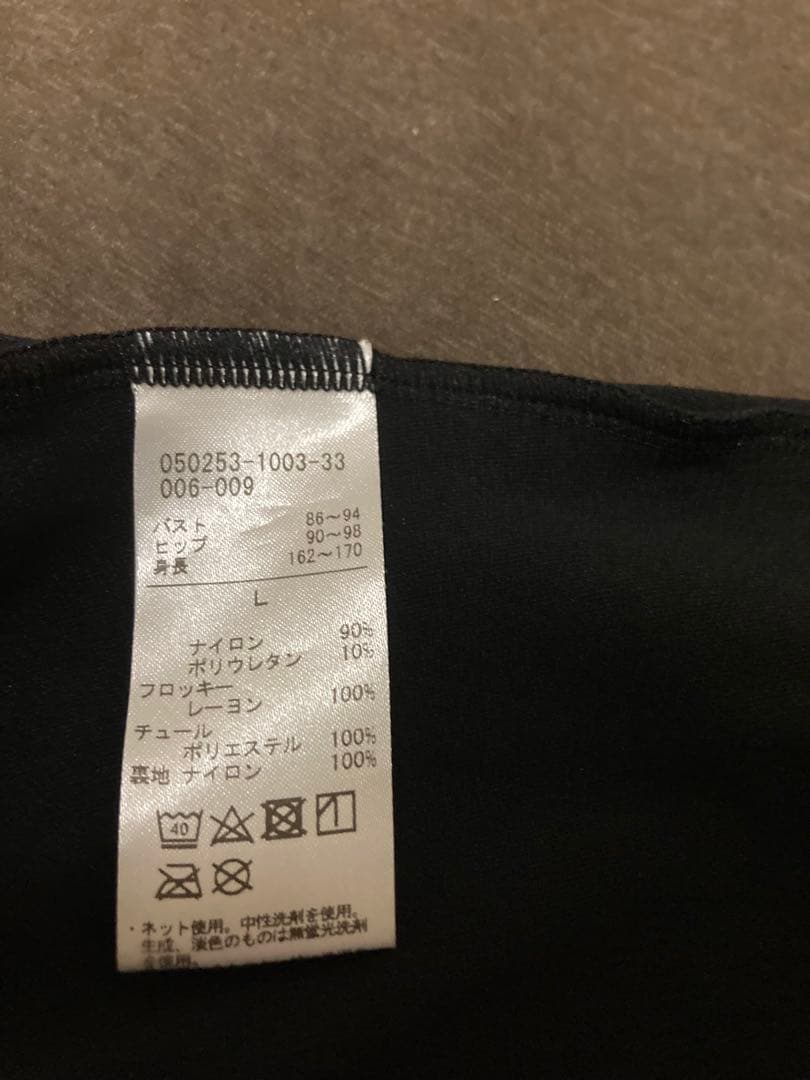 050253-1003-33
006-009
バスト 86～94
ヒップ 90～98
身長 162～170
L
ナイロン 90%
ポリウレタン 10%
フロッキー
レーヨン 100%
チュール
ポリエステル 100%
裏地 ナイロン 100%
40
・ネット使用。中性洗剤を使用。
生成、淡色のものは無蛍光洗剤
を使用。